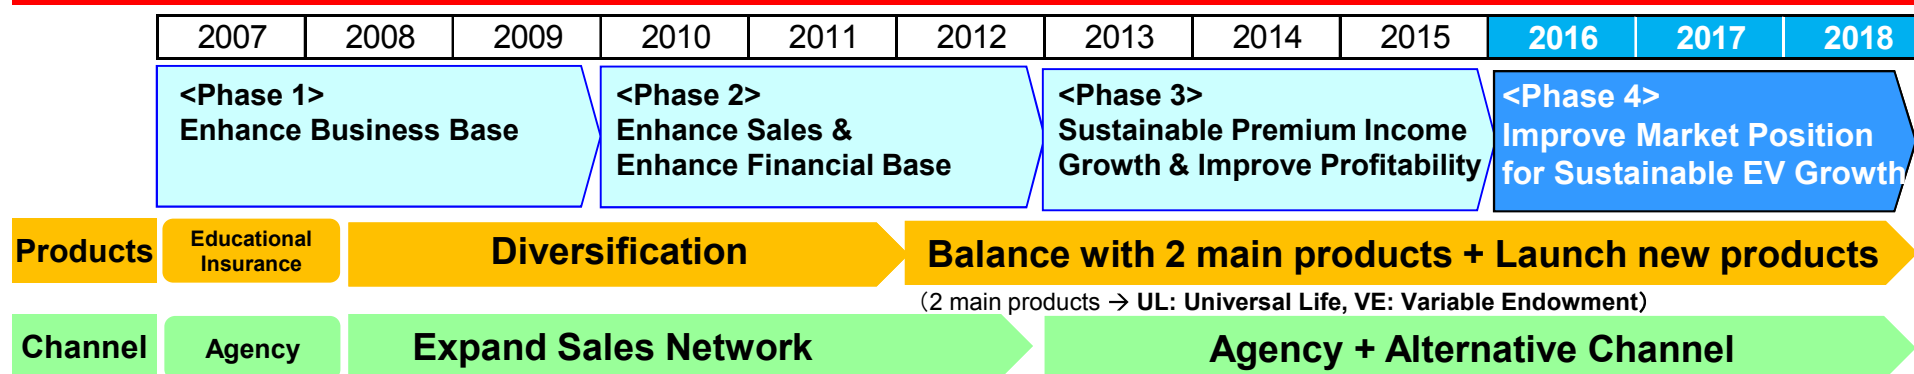 2007 2008 2009 2010 2011 2012 2013 2014 2015 2016 2017 2018
<Phase 1>
Enhance Business Base
<Phase 2>
Enhance Sales &
Enhance Financial Base
<Phase 3>
Sustainable Premium Income
Growth & Improve Profitability
<Phase 4>
Improve Market Position
for Sustainable EV Growth
Products
Educational
Insurance
Diversification
Balance with 2 main products + Launch new products
(2 main products → UL: Universal Life, VE: Variable Endowment)
Channel
Agency
Expand Sales Network
Agency + Alternative Channel